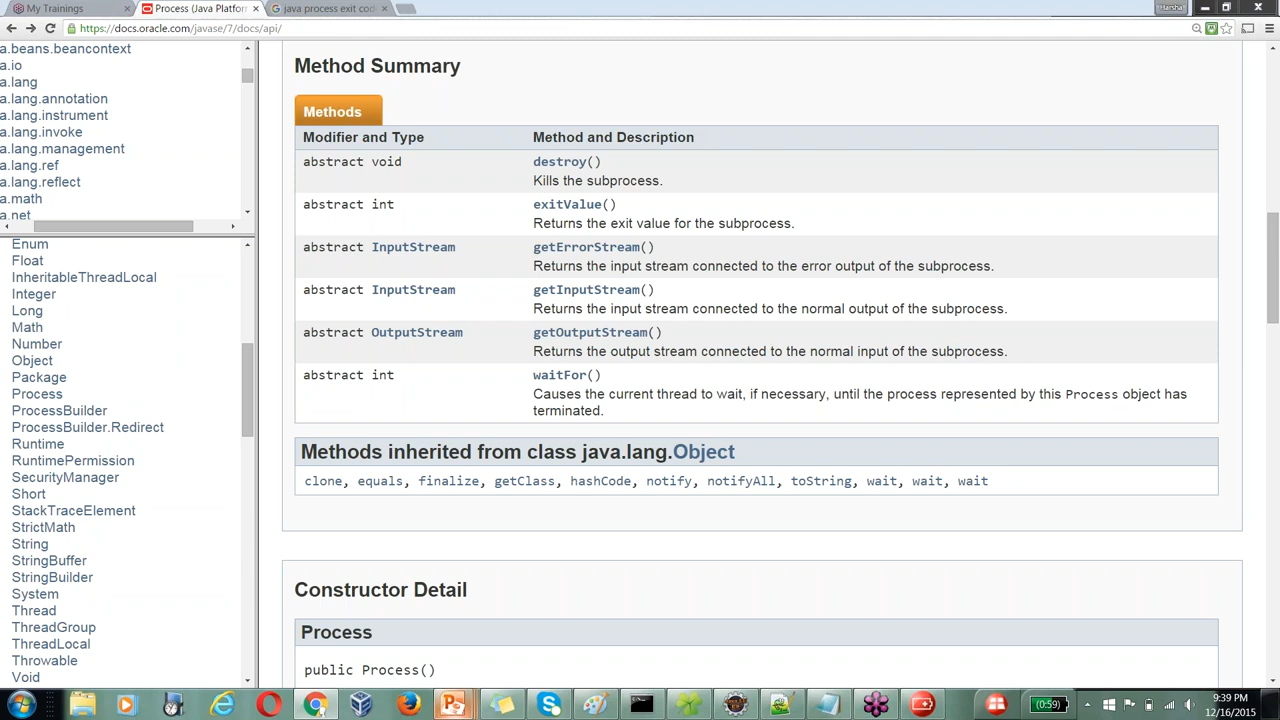 My Trainings
Process (Java Platfor
java process exit cod
Harshal
https://docs.oracle.com/javase/7/docs/api/
a.beans.beancontext
a.io
a.lang
a.lang.annotation
a.lang.instrument
a.lang.invoke
a.lang.management
a.lang.ref
a.lang.reflect
a.math
a.net
Enum
Float
InheritableThreadLocal
Integer
Long
Math
Number
Object
Package
Process
ProcessBuilder
ProcessBuilder.Redirect
Runtime
RuntimePermission
SecurityManager
Short
StackTraceElement
StrictMath
String
StringBuffer
StringBuilder
System
Thread
ThreadGroup
ThreadLocal
Throwable
Void
Method Summary
Methods
Modifier and Type Method and Description
abstract void destroy()
Kills the subprocess.
abstract int exitValue()
Returns the exit value for the subprocess.
abstract InputStream getErrorStream()
Returns the input stream connected to the error output of the subprocess.
abstract InputStream getInputStream()
Returns the input stream connected to the normal output of the subprocess.
abstract OutputStream getOutputStream()
Returns the output stream connected to the normal input of the subprocess.
abstract int waitFor()
Causes the current thread to wait, if necessary, until the process represented by this Process object has
terminated.
Methods inherited from class java.lang.Object
clone, equals, finalize, getClass, hashCode, notify, notifyAll, toString, wait, wait, wait
Constructor Detail
Process
public Process()
(0:59)
9:39 PM
12/16/2015